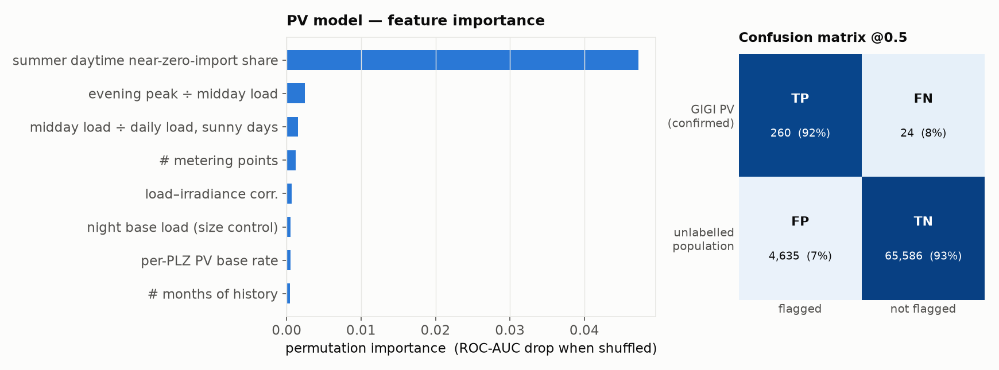 PV model — feature importance
summer daytime near-zero-import share
evening peak ÷ midday load
midday load ÷ daily load, sunny days
# metering points
load–irradiance corr.
night base load (size control)
per-PLZ PV base rate
# months of history
0.00 0.01 0.02 0.03 0.04
permutation importance  (ROC-AUC drop when shuffled)
Confusion matrix @0.5
GIGI PV
(confirmed)
TP
260  (92%)
FN
24  (8%)
unlabelled
population
FP
4,635  (7%)
TN
65,586  (93%)
flagged
not flagged